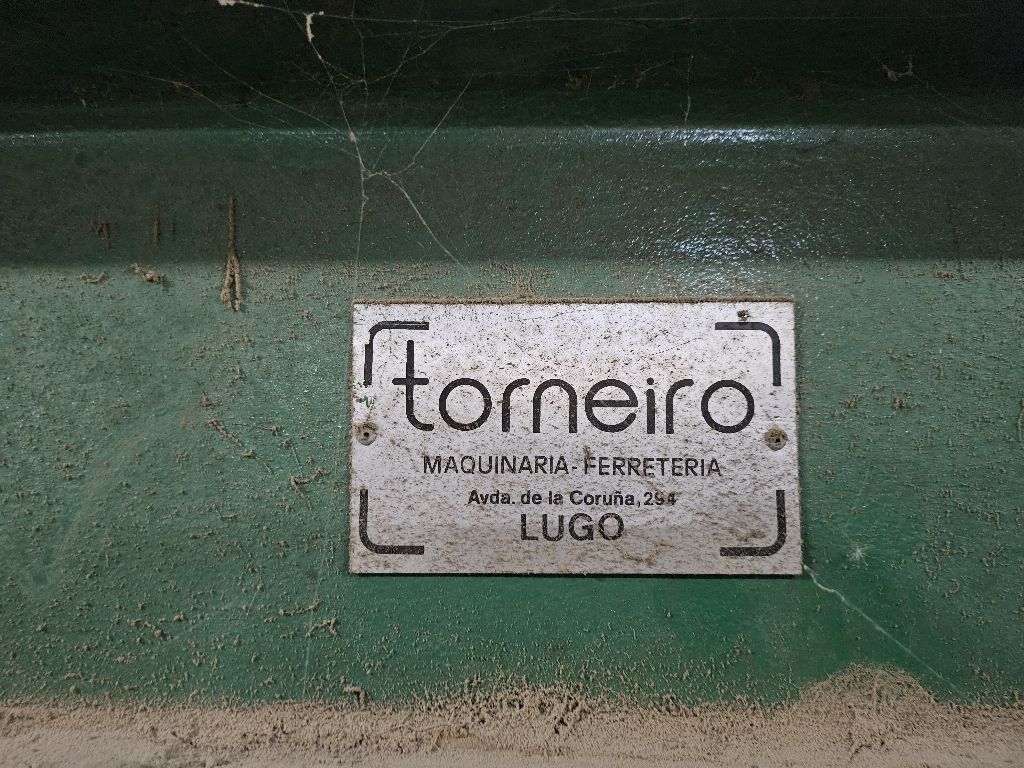 torneiro
MAQUINARIA - FERRETERIA
Avda. de la Coruña, 294
LUGO